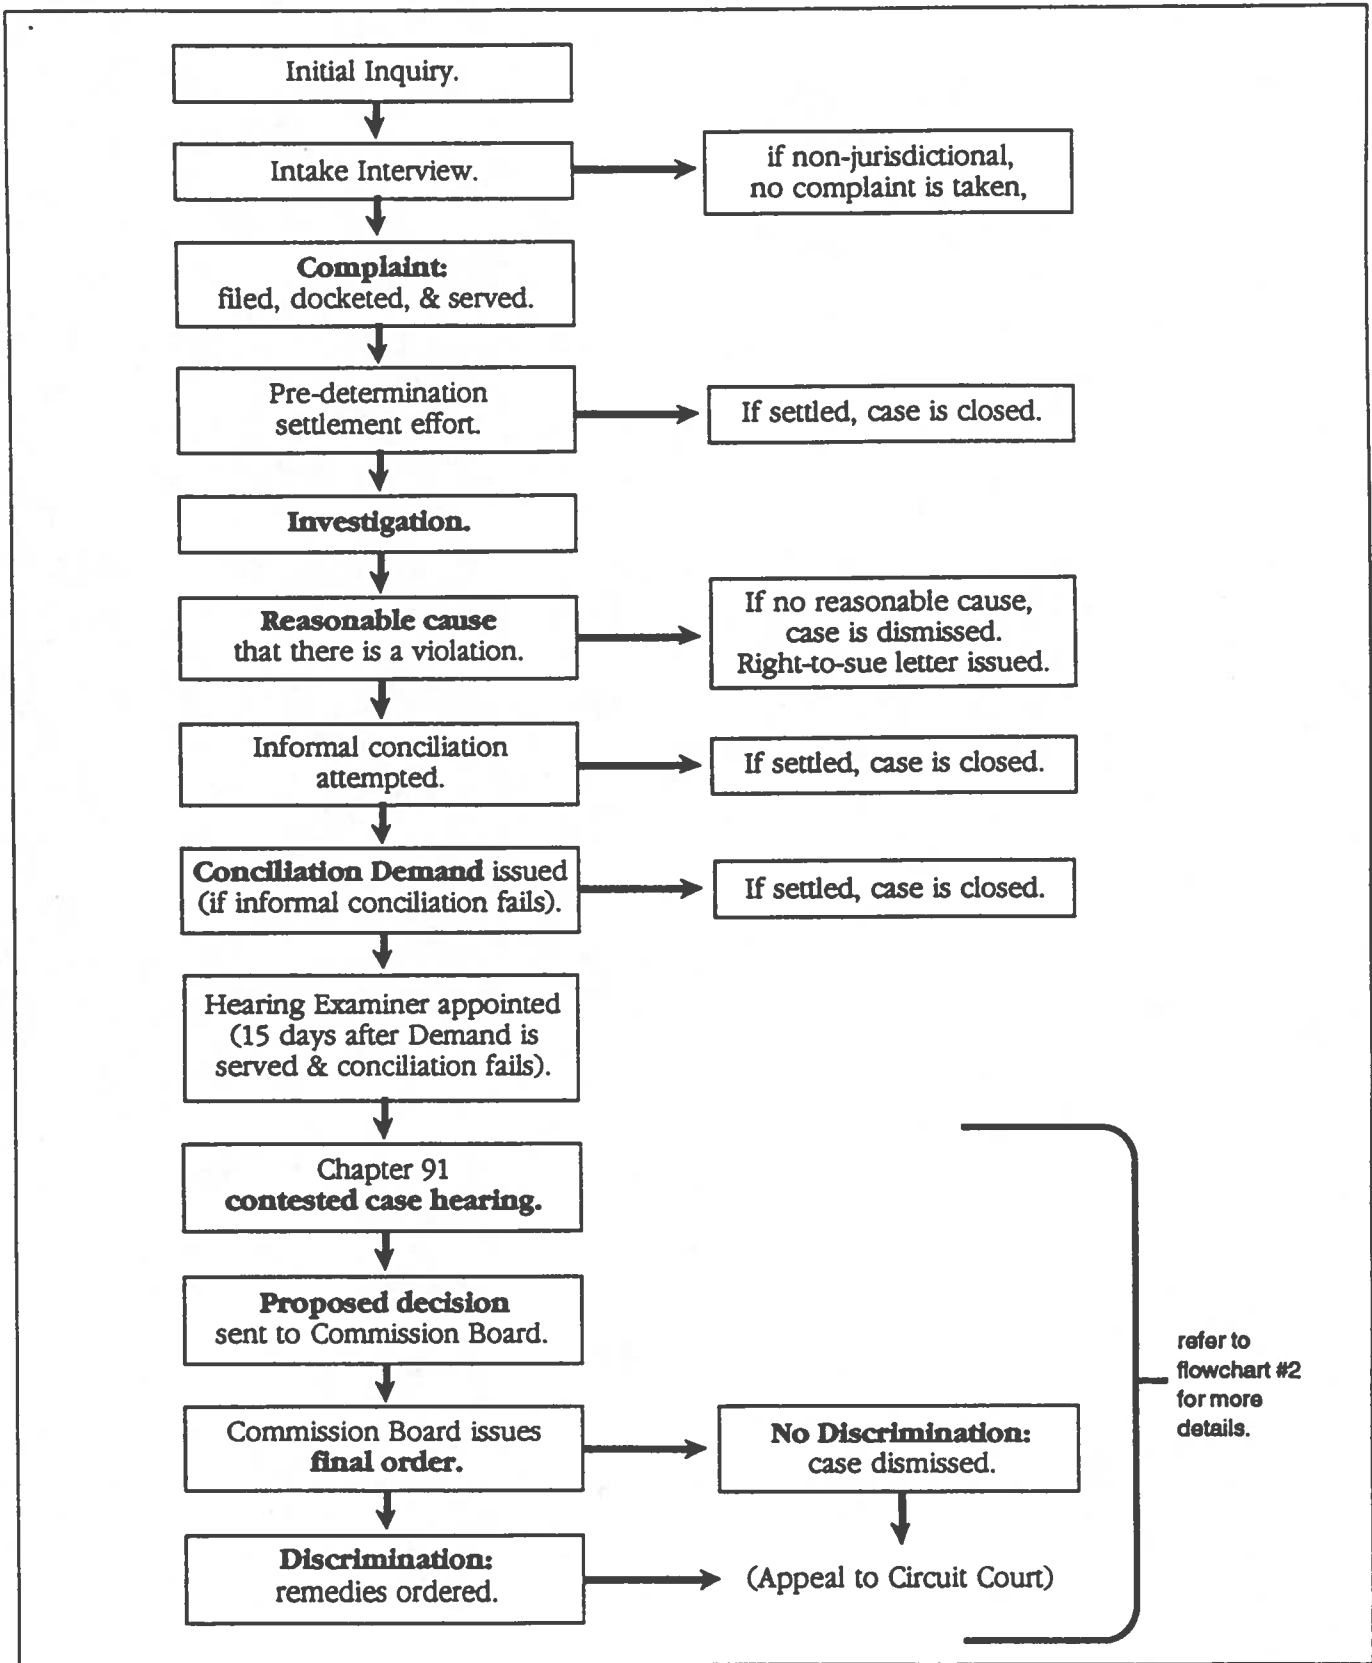 Initial Inquiry.
Intake Interview.
if non-jurisdictional,
no complaint is taken,
Complaint:
filed, docketed, & served.
Pre-determination
settlement effort.
If settled, case is closed.
Investigation.
Reasonable cause
that there is a violation.
If no reasonable cause,
case is dismissed.
Right-to-sue letter issued.
Informal conciliation
attempted.
If settled, case is closed.
Conciliation Demand issued
(if informal conciliation fails).
If settled, case is closed.
Hearing Examiner appointed
(15 days after Demand is
served & conciliation fails).
Chapter 91
contested case hearing.
Proposed decision
sent to Commission Board.
Commission Board issues
final order.
No Discrimination:
case dismissed.
Discrimination:
remedies ordered.
(Appeal to Circuit Court)
refer to
flowchart #2
for more
details.